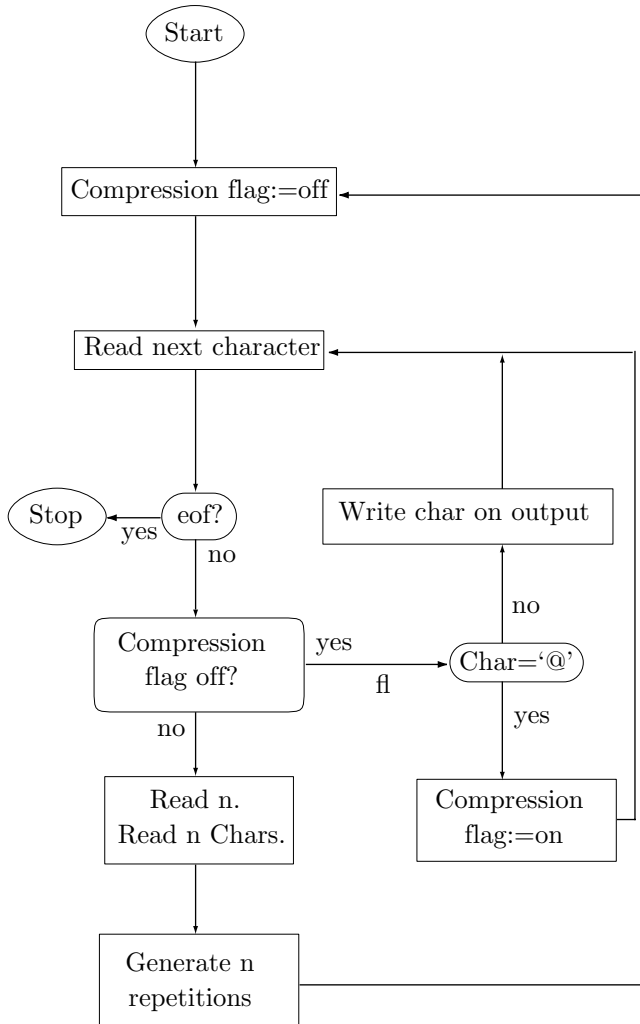 Start
Compression flag:=off
Read next character
Stop
yes
eof?
no
Write char on output
no
Compression
flag off?
yes
fl
Char=‘@’
yes
no
Read n.
Read n Chars.
Compression
flag:=on
Generate n
repetitions